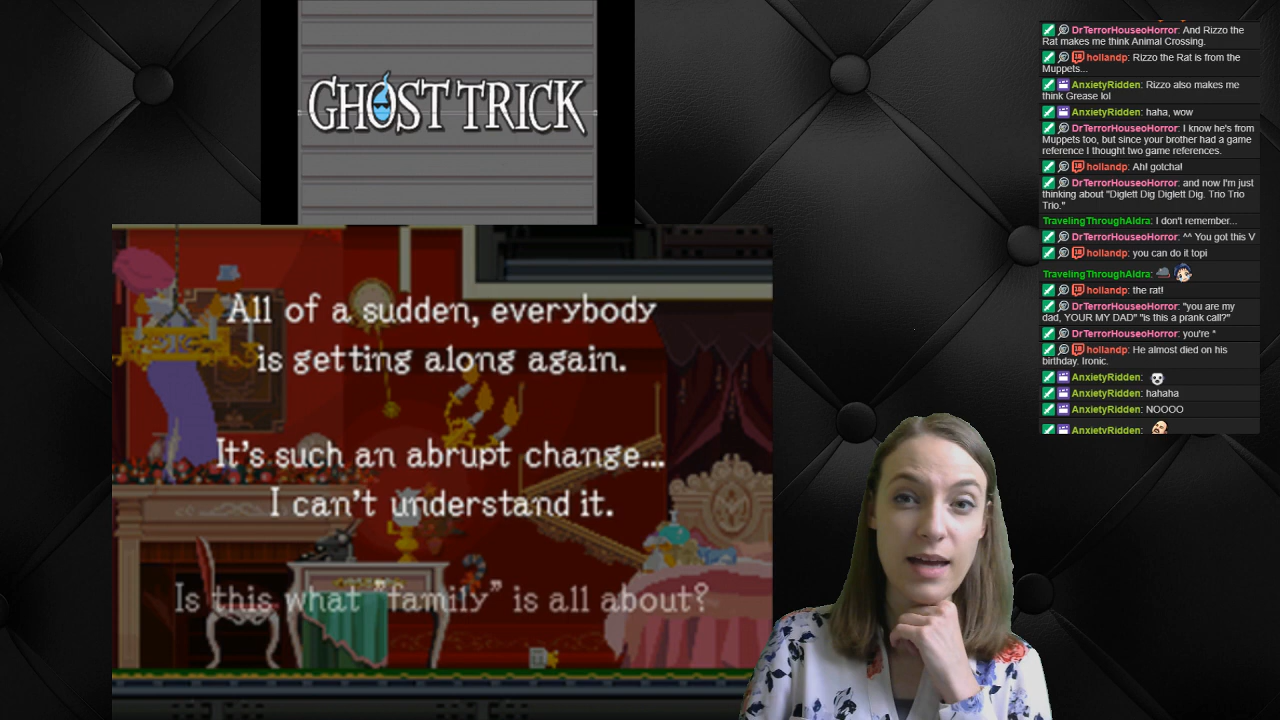 GHOST TRICK
All of a sudden, everybody
is getting along again.
It's such an abrupt change...
I can't understand it.
Is this what "family" is all about?
DrTerrorHouseoHorror: And Rizzo the
Rat makes me think Animal Crossing.
hollandp: Rizzo the Rat is from the
Muppets...
AnxietyRidden: Rizzo also makes me
think Grease lol
AnxietyRidden: haha, wow
DrTerrorHouseoHorror: I know he's from
Muppets too, but since your brother had a game
reference I thought two game references.
hollandp: Ah! gotcha!
DrTerrorHouseoHorror: and now I'm just
thinking about "Diglett Dig Diglett Dig. Trio Trio
Trio."
TravelingThroughAldra: I don't remember...
DrTerrorHouseoHorror: ^^ You got this V
hollandp: you can do it topi
TravelingThroughAldra:
hollandp: the rat!
DrTerrorHouseoHorror: "you are my
dad, YOUR MY DAD" "Is this a prank call?"
DrTerrorHouseoHorror: you're *
hollandp: He almost died on his
birthday. Ironic.
AnxietyRidden:
AnxietyRidden: hahaha
AnxietyRidden: NOOOO
AnxietyRidden: